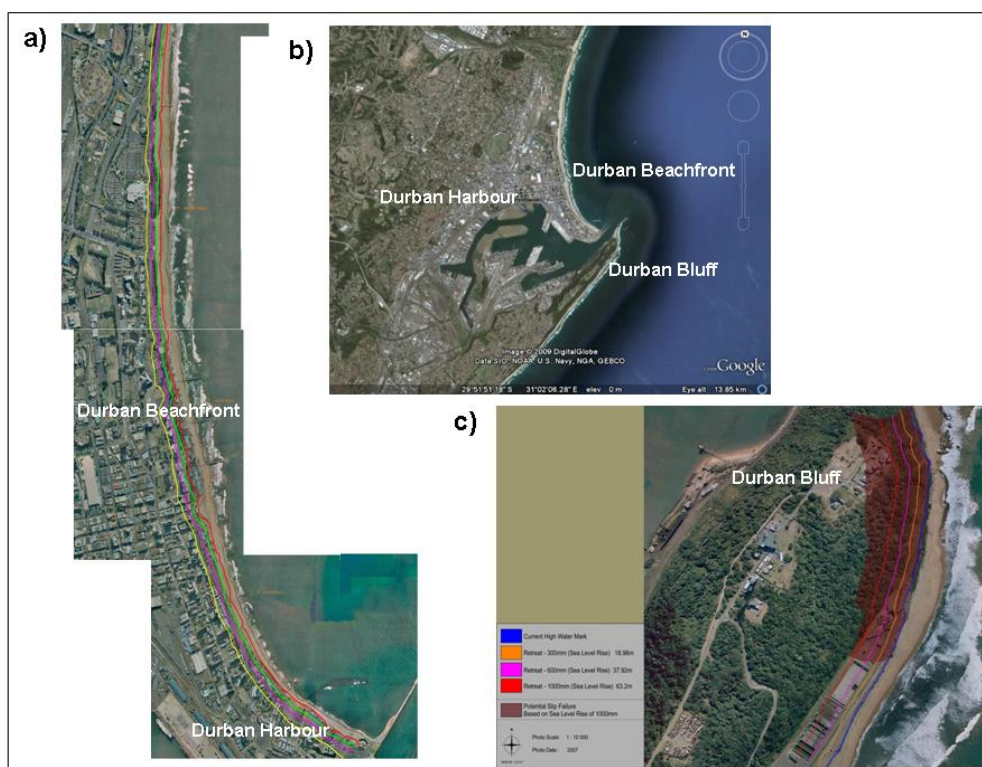 a)
Durban Beachfront
Durban Harbour
b)
N
Durban Beachfront
Durban Harbour
Durban Bluff
Image © 2009 DigitalGlobe
Data SIO, NOAA, U.S. Navy, NGA, GEBCO
Google
29°51'51.16" S 31°02'06.28" E elev 0 m Eye alt 13.85 km
c)
Durban Bluff
Current High Water Mark
Retreat - 300mm (Sea Level Rise) 18.96m
Retreat - 600mm (Sea Level Rise) 37.92m
Retreat - 1000mm (Sea Level Rise) 63.2m
Potential Slip Failure
Based on Sea Level Rise of 1000mm
Photo Scale: 1 : 10 000
Photo Date: 2007